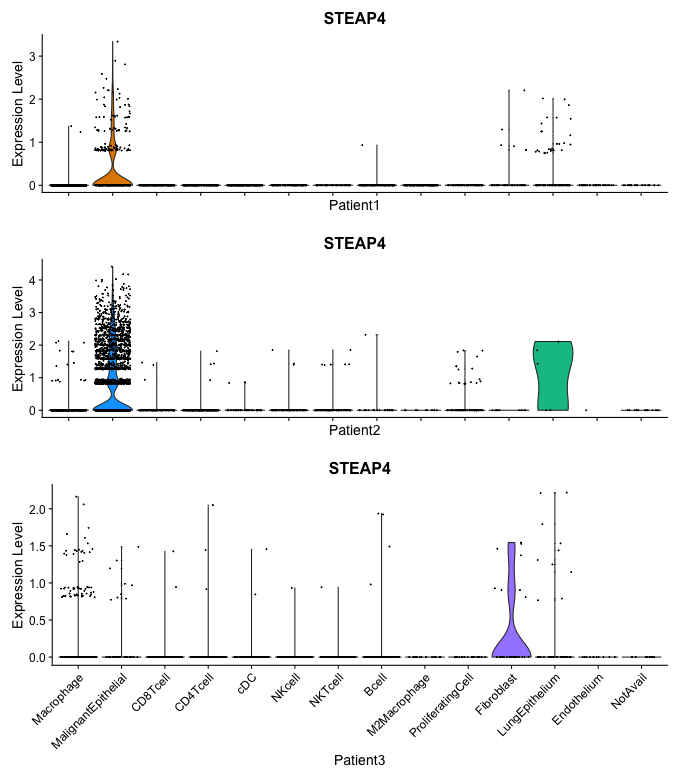 STEAP4
3
2
1
0
Expression Level
Patient1
STEAP4
4
3
2
1
0
Expression Level
Patient2
STEAP4
2.0
1.5
1.0
0.5
0.0
Expression Level
Macrophage
MalignantEpithelial
CD8Tcell
CD4Tcell
cDC
NKcell
NKTcell
Bcell
M2Macrophage
ProliferatingCell
Fibroblast
LungEpithelium
Endothelium
NotAvail
Patient3